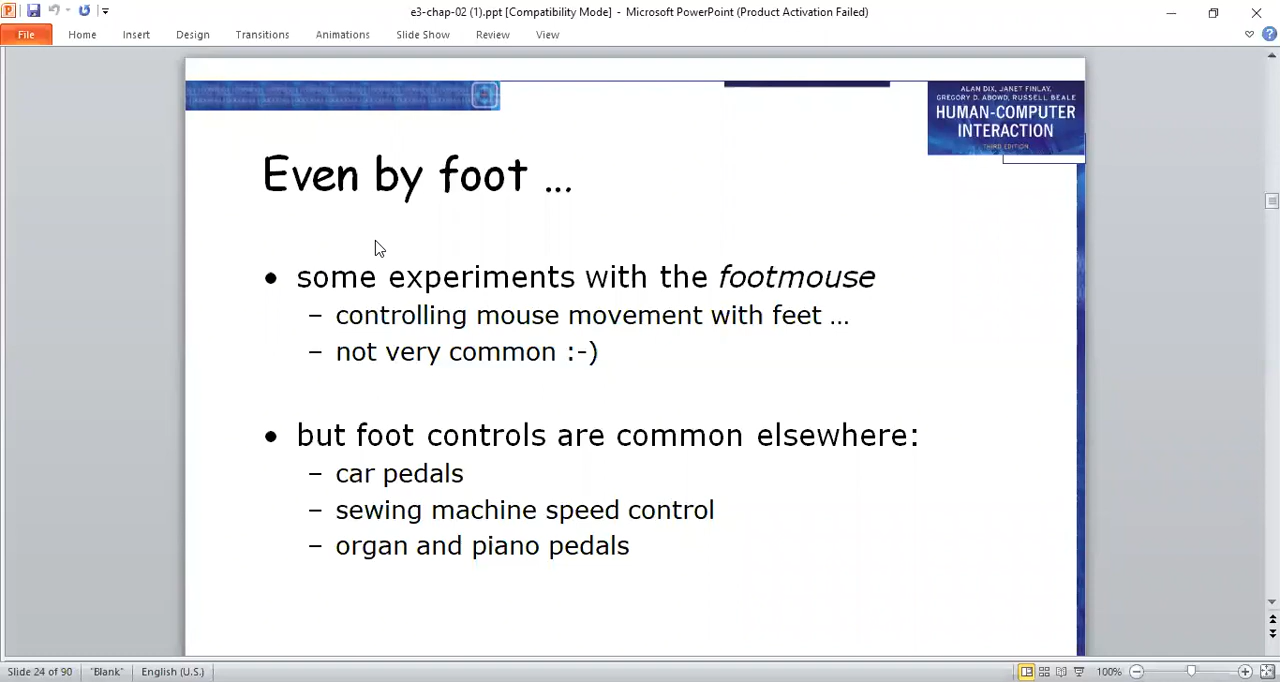 e3-chap-02 (1).ppt [Compatibility Mode] - Microsoft PowerPoint (Product Activation Failed)
File Home Insert Design Transitions Animations Slide Show Review View
ALAN DIX, JANET FINLAY,
GREGORY D. ABOWD, RUSSELL BEALE
HUMAN-COMPUTER
INTERACTION
THIRD EDITION
Even by foot ...
• some experiments with the footmouse
– controlling mouse movement with feet ...
– not very common :-)
• but foot controls are common elsewhere:
– car pedals
– sewing machine speed control
– organ and piano pedals
Slide 24 of 90 "Blank" English (U.S.) 100%